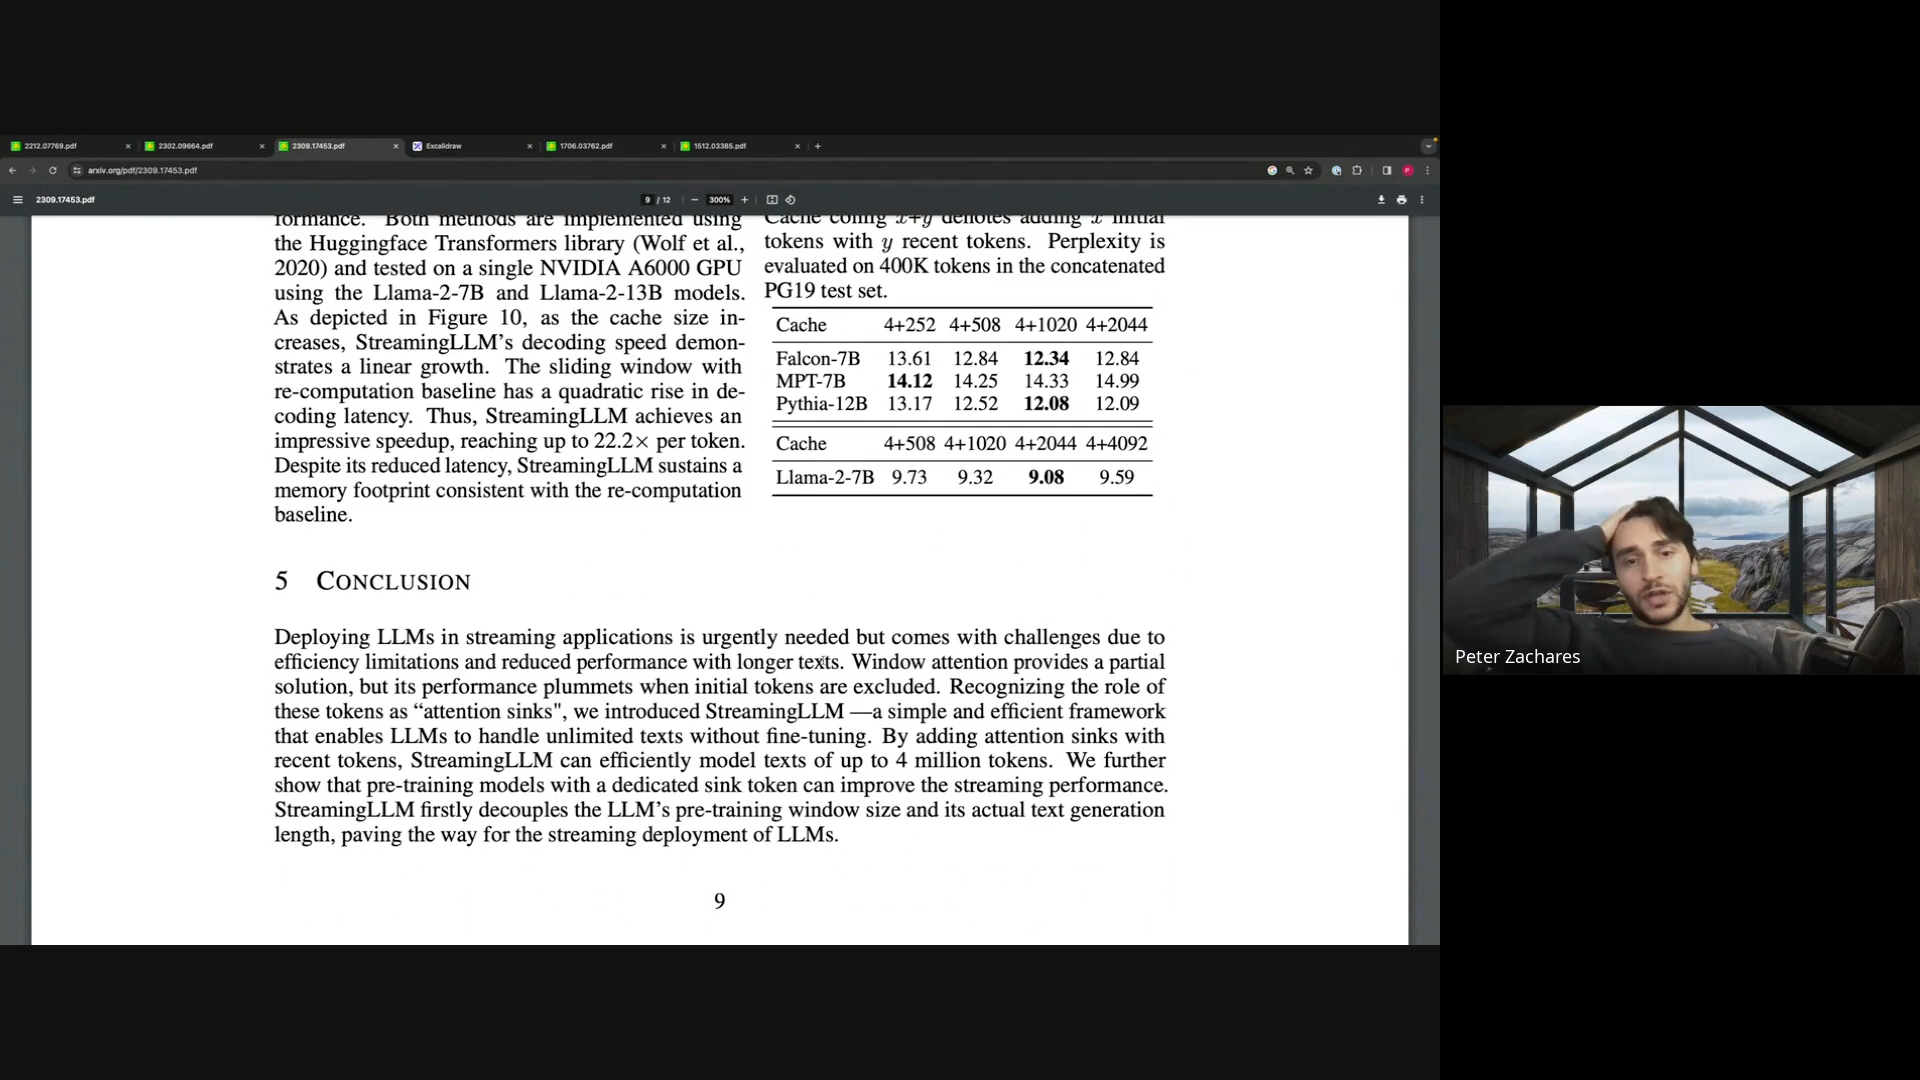 2212.07769.pdf
2302.09664.pdf
2309.17453.pdf
Excalidraw
1706.03762.pdf
1512.03385.pdf
arxiv.org/pdf/2309.17453.pdf
2309.17453.pdf
9 / 12
300%
formance. Both methods are implemented using
the Huggingface Transformers library (Wolf et al.,
2020) and tested on a single NVIDIA A6000 GPU
using the Llama-2-7B and Llama-2-13B models.
As depicted in Figure 10, as the cache size in-
creases, StreamingLLM's decoding speed demon-
strates a linear growth. The sliding window with
re-computation baseline has a quadratic rise in de-
coding latency. Thus, StreamingLLM achieves an
impressive speedup, reaching up to 22.2× per token.
Despite its reduced latency, StreamingLLM sustains a
memory footprint consistent with the re-computation
baseline.
Cache config x+y denotes adding x initial
tokens with y recent tokens. Perplexity is
evaluated on 400K tokens in the concatenated
PG19 test set.
Cache 4+252 4+508 4+1020 4+2044
Falcon-7B 13.61 12.84 12.34 12.84
MPT-7B 14.12 14.25 14.33 14.99
Pythia-12B 13.17 12.52 12.08 12.09
Cache 4+508 4+1020 4+2044 4+4092
Llama-2-7B 9.73 9.32 9.08 9.59
5 CONCLUSION
Deploying LLMs in streaming applications is urgently needed but comes with challenges due to
efficiency limitations and reduced performance with longer texts. Window attention provides a partial
solution, but its performance plummets when initial tokens are excluded. Recognizing the role of
these tokens as “attention sinks", we introduced StreamingLLM —a simple and efficient framework
that enables LLMs to handle unlimited texts without fine-tuning. By adding attention sinks with
recent tokens, StreamingLLM can efficiently model texts of up to 4 million tokens. We further
show that pre-training models with a dedicated sink token can improve the streaming performance.
StreamingLLM firstly decouples the LLM's pre-training window size and its actual text generation
length, paving the way for the streaming deployment of LLMs.
9
Peter Zachares